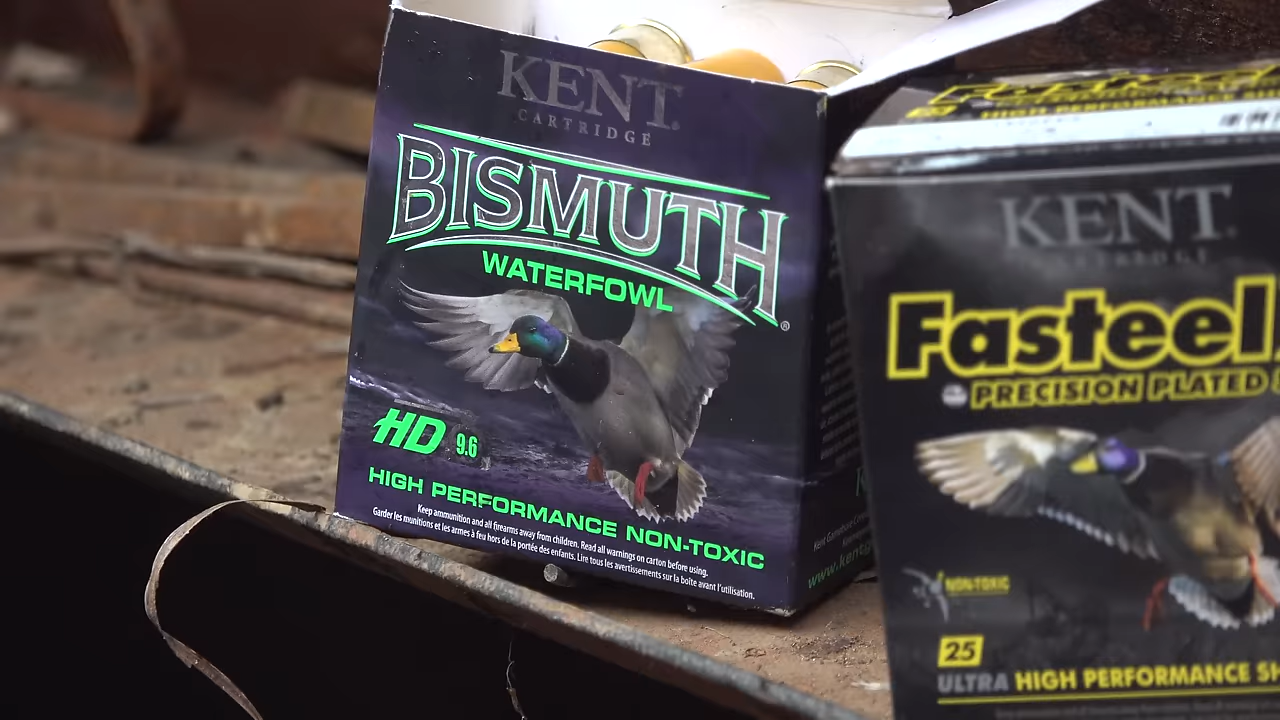 KENT
CARTRIDGE
BISMUTH
WATERFOWL
®
HD 9.6
HIGH PERFORMANCE NON-TOXIC
Keep ammunition and all firearms away from children. Read all warnings on carton before using.
Garder les munitions et les armes à feu hors de la portée des enfants. Lire tous les avertissements sur la boîte avant l'utilisation.
KENT
CARTRIDGE
Fasteel
PRECISION PLATED
NON-TOXIC
25
ULTRA HIGH PERFORMANCE